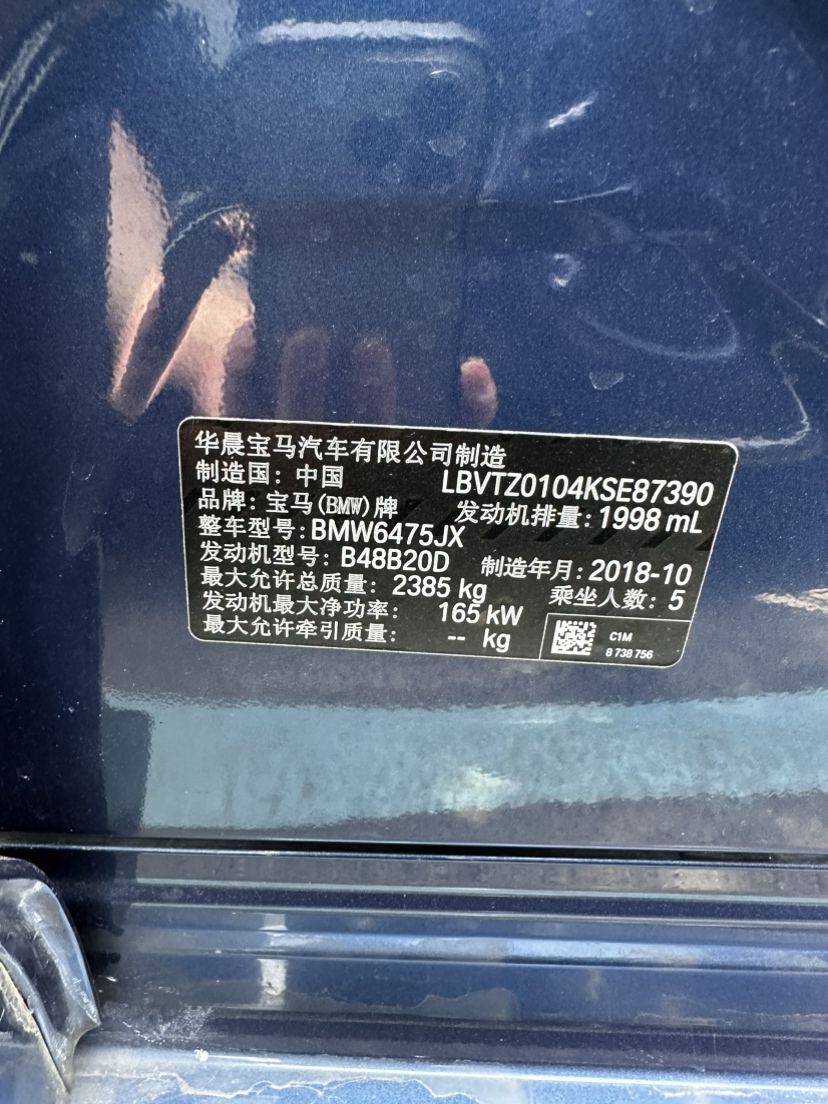 华晨宝马汽车有限公司制造
制造国: 中国 LBVTZ0104KSE87390
品牌: 宝马(BMW)牌 发动机排量: 1998 mL
整车型号: BMW6475JX
发动机型号: B48B20D 制造年月: 2018-10
最大允许总质量: 2385 kg 乘坐人数: 5
发动机最大净功率: 165 kW
最大允许牵引质量: -- kg
C1M
8 738 756